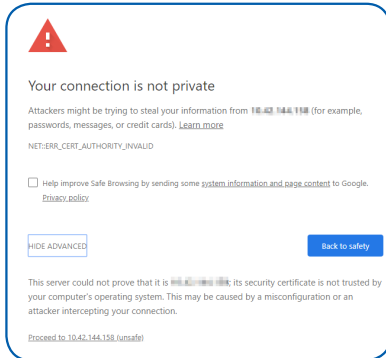 Your connection is not private
Attackers might be trying to steal your information from (for example,
passwords, messages, or credit cards). Learn more
NET::ERR_CERT_AUTHORITY_INVALID
Help improve Safe Browsing by sending some system information and page content to Google.
Privacy policy
HIDE ADVANCED
Back to safety
This server could not prove that it is ; its security certificate is not trusted by
your computer's operating system. This may be caused by a misconfiguration or an
attacker intercepting your connection.
Proceed to 10.42.144.158 (unsafe)